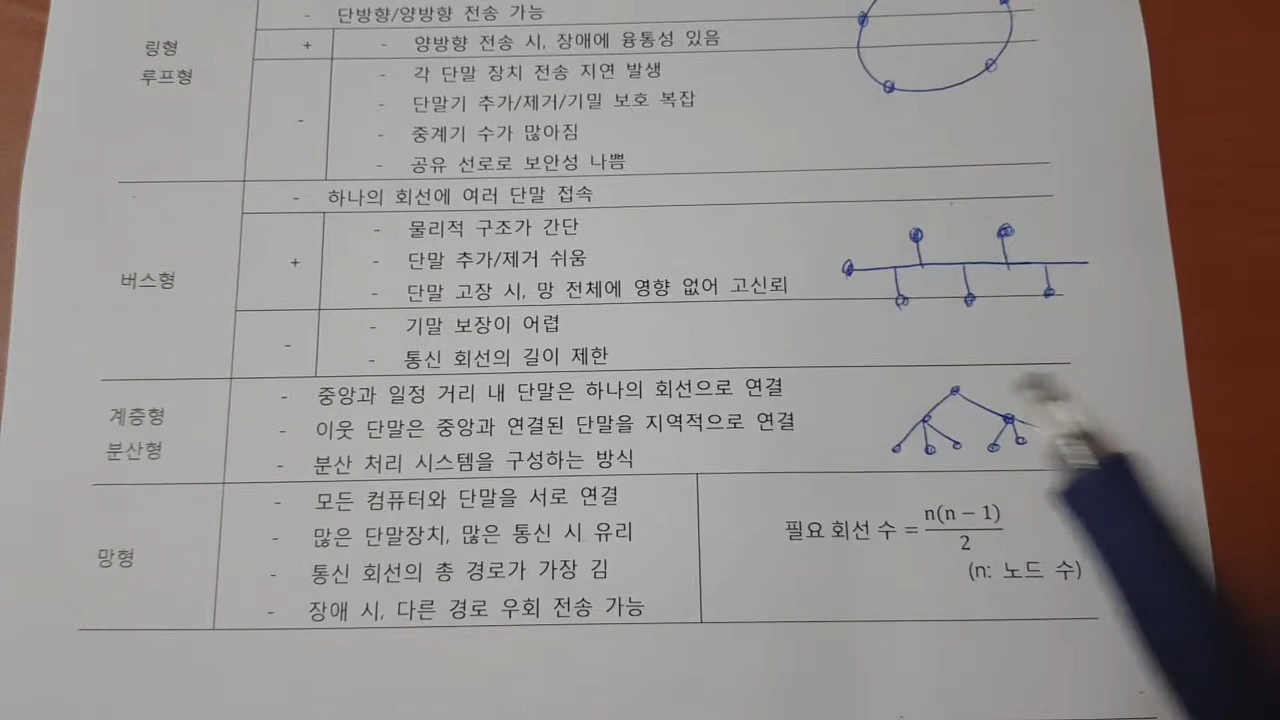 - 단방향/양방향 전송 가능
링형
루프형
+
- 양방향 전송 시, 장애에 융통성 있음
-
- 각 단말 장치 전송 지연 발생
- 단말기 추가/제거/기밀 보호 복잡
- 중계기 수가 많아짐
- 공유 선로로 보안성 나쁨
버스형
- 하나의 회선에 여러 단말 접속
+
- 물리적 구조가 간단
- 단말 추가/제거 쉬움
- 단말 고장 시, 망 전체에 영향 없어 고신뢰
-
- 기말 보장이 어렵
- 통신 회선의 길이 제한
계층형
분산형
- 중앙과 일정 거리 내 단말은 하나의 회선으로 연결
- 이웃 단말은 중앙과 연결된 단말을 지역적으로 연결
- 분산 처리 시스템을 구성하는 방식
망형
- 모든 컴퓨터와 단말을 서로 연결
- 많은 단말장치, 많은 통신 시 유리
- 통신 회선의 총 경로가 가장 김
- 장애 시, 다른 경로 우회 전송 가능
필요 회선 수 = n(n − 1)/2
(n: 노드 수)